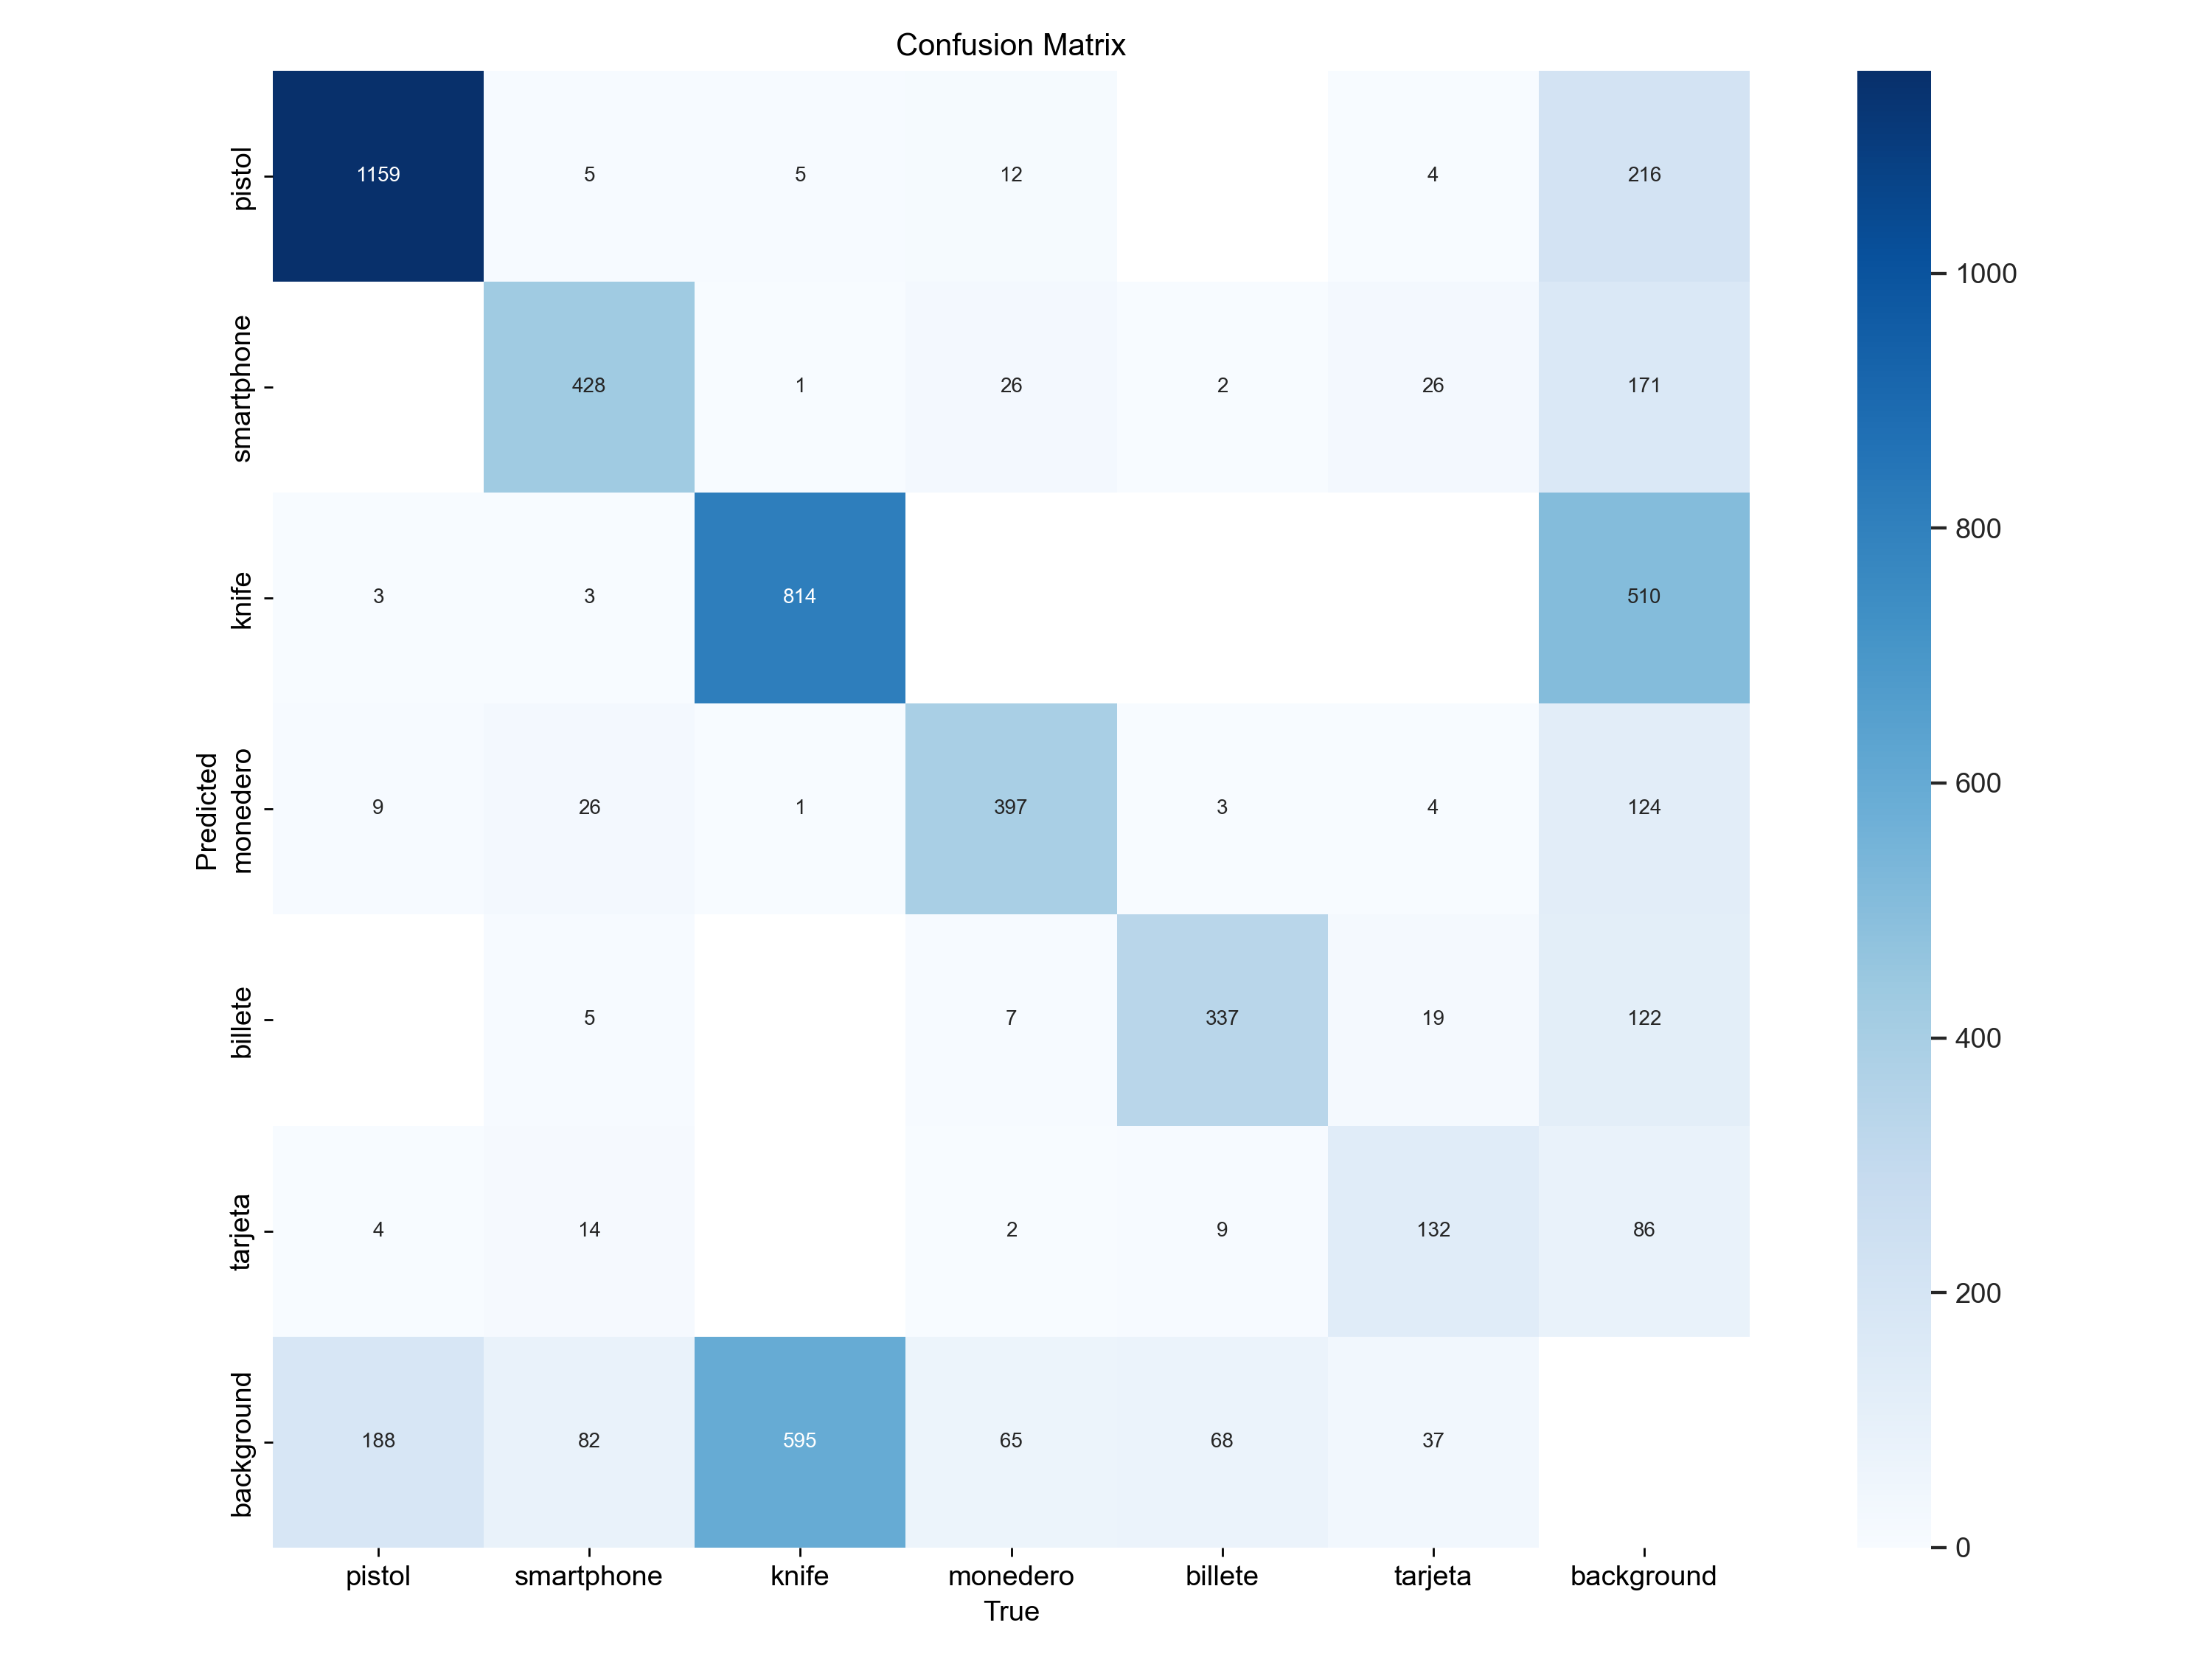 Confusion Matrix
pistol 1159 5 5 12 4 216
smartphone 428 1 26 2 26 171
knife 3 3 814 510
monedero 9 26 1 397 3 4 124
billete 5 7 337 19 122
tarjeta 4 14 2 9 132 86
background 188 82 595 65 68 37
pistol smartphone knife monedero billete tarjeta background
True
Predicted
1000
800
600
400
200
0